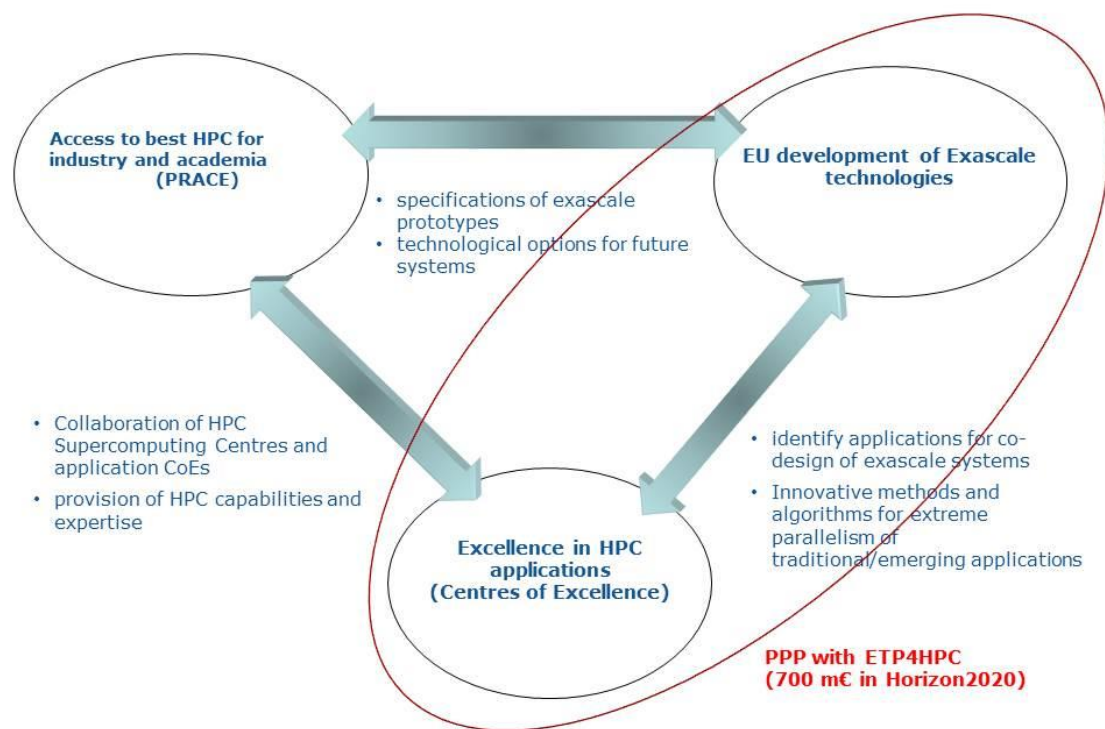 Access to best HPC for
industry and academia
(PRACE)
EU development of Exascale
technologies
• specifications of exascale
prototypes
• technological options for future
systems
• Collaboration of HPC
Supercomputing Centres and
application CoEs
• provision of HPC capabilities and
expertise
• identify applications for co-
design of exascale systems
• Innovative methods and
algorithms for extreme
parallelism of
traditional/emerging applications
Excellence in HPC
applications
(Centres of Excellence)
PPP with ETP4HPC
(700 m€ in Horizon2020)